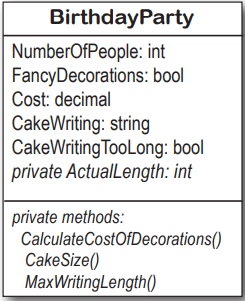 BirthdayParty
NumberOfPeople: int
FancyDecorations: bool
Cost: decimal
CakeWriting: string
CakeWritingTooLong: bool
private ActualLength: int
private methods:
CalculateCostOfDecorations()
CakeSize()
MaxWritingLength()